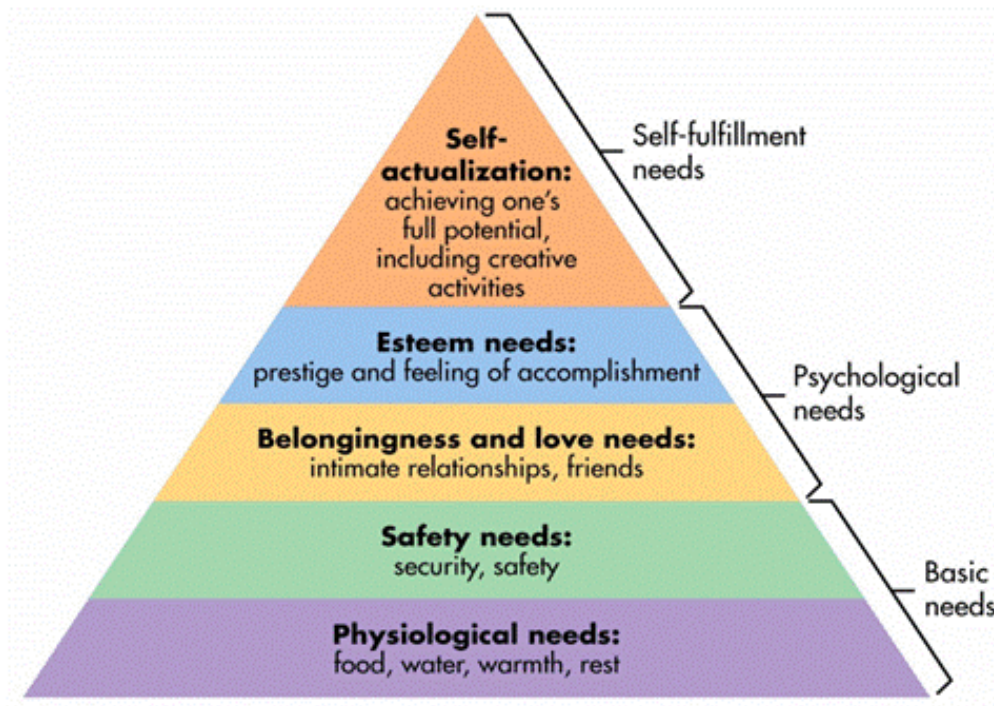 Self-
actualization:
achieving one's
full potential,
including creative
activities
Self-fulfillment
needs
Esteem needs:
prestige and feeling of accomplishment
Psychological
needs
Belongingness and love needs:
intimate relationships, friends
Safety needs:
security, safety
Basic
needs
Physiological needs:
food, water, warmth, rest